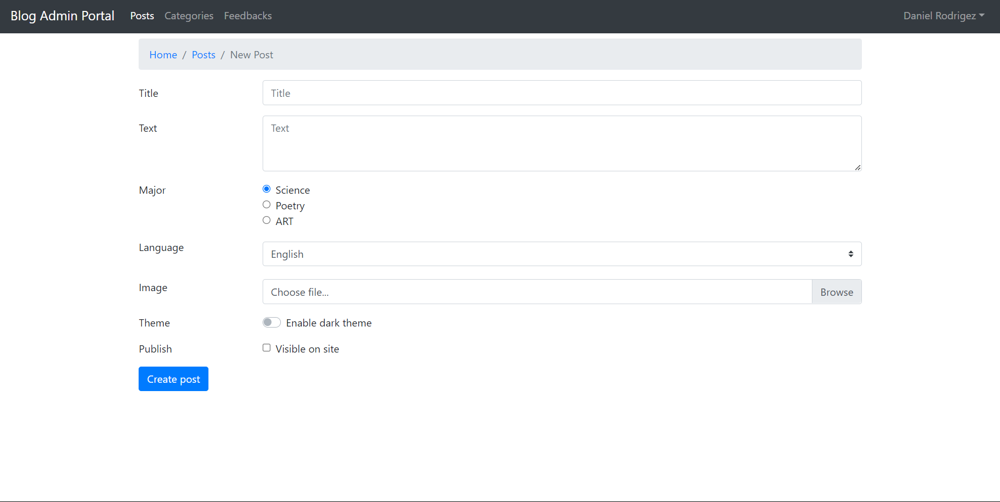 Blog Admin Portal Posts Categories Feedbacks Daniel Rodrigez
Home / Posts / New Post
Title Title
Text Text
Major Science
Poetry
ART
Language English
Image Choose file... Browse
Theme Enable dark theme
Publish Visible on site
Create post